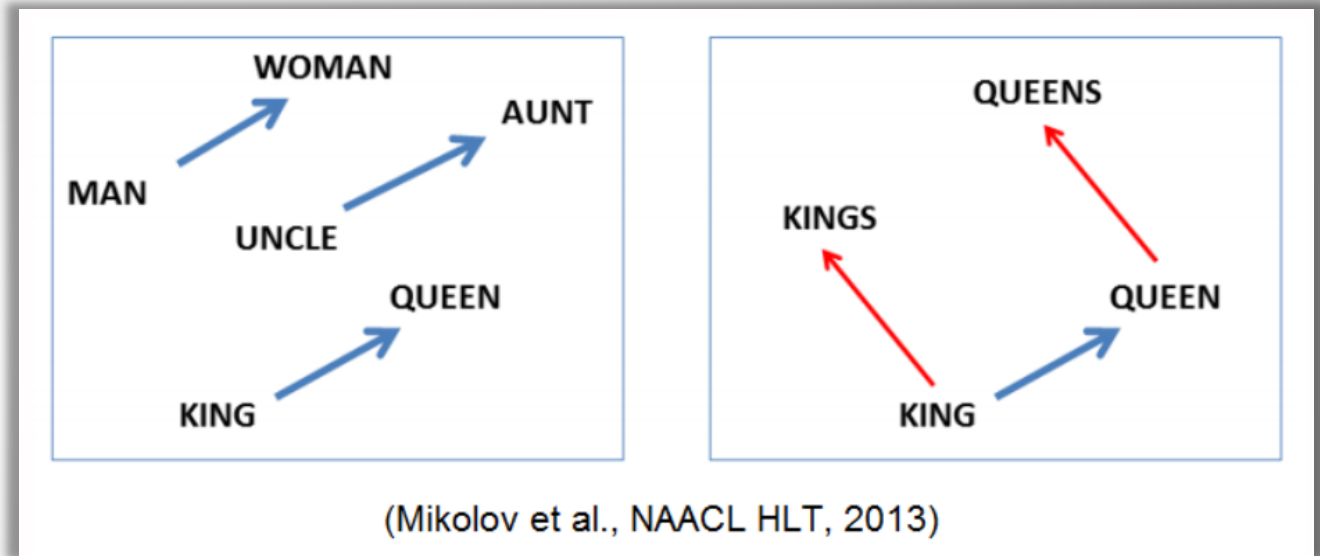 WOMAN
AUNT
MAN
UNCLE
QUEEN
KING
QUEENS
KINGS
QUEEN
KING
(Mikolov et al., NAACL HLT, 2013)